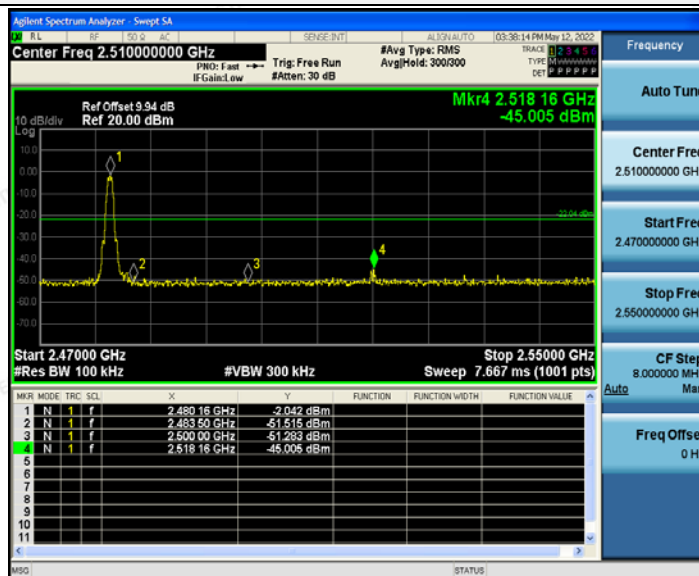 Agilent Spectrum Analyzer - Swept SA
RL RF 50 Ω AC SENSE:INT ALIGNAUTO 03:38:14 PM May 12, 2022
Center Freq 2.510000000 GHz
PNO: Fast
IFGain:Low
Trig: Free Run
#Atten: 30 dB
#Avg Type: RMS
Avg|Hold: 300/300
TRACE 1 2 3 4 5 6
TYPE M W W W W W
DET P P P P P P
Frequency
Ref Offset 9.94 dB
10 dB/div Ref 20.00 dBm
Log
Mkr4 2.518 16 GHz
-45.005 dBm
10.0
0.00
-10.0
-20.0
-30.0
-40.0
-50.0
-60.0
-70.0
1
2
3
4
-22.04 dBm
Start 2.47000 GHz Stop 2.55000 GHz
#Res BW 100 kHz #VBW 300 kHz Sweep 7.667 ms (1001 pts)
MKR MODE TRC SCL X Y FUNCTION FUNCTION WIDTH FUNCTION VALUE
1 N 1 f 2.480 16 GHz -2.042 dBm
2 N 1 f 2.483 50 GHz -51.515 dBm
3 N 1 f 2.500 00 GHz -51.283 dBm
4 N 1 f 2.518 16 GHz -45.005 dBm
5
6
7
8
9
10
11
MSG STATUS
Auto Tune
Center Freq
2.510000000 GH
Start Freq
2.470000000 GH
Stop Freq
2.550000000 GH
CF Step
8.000000 MH
Auto Ma
Freq Offse
0 H